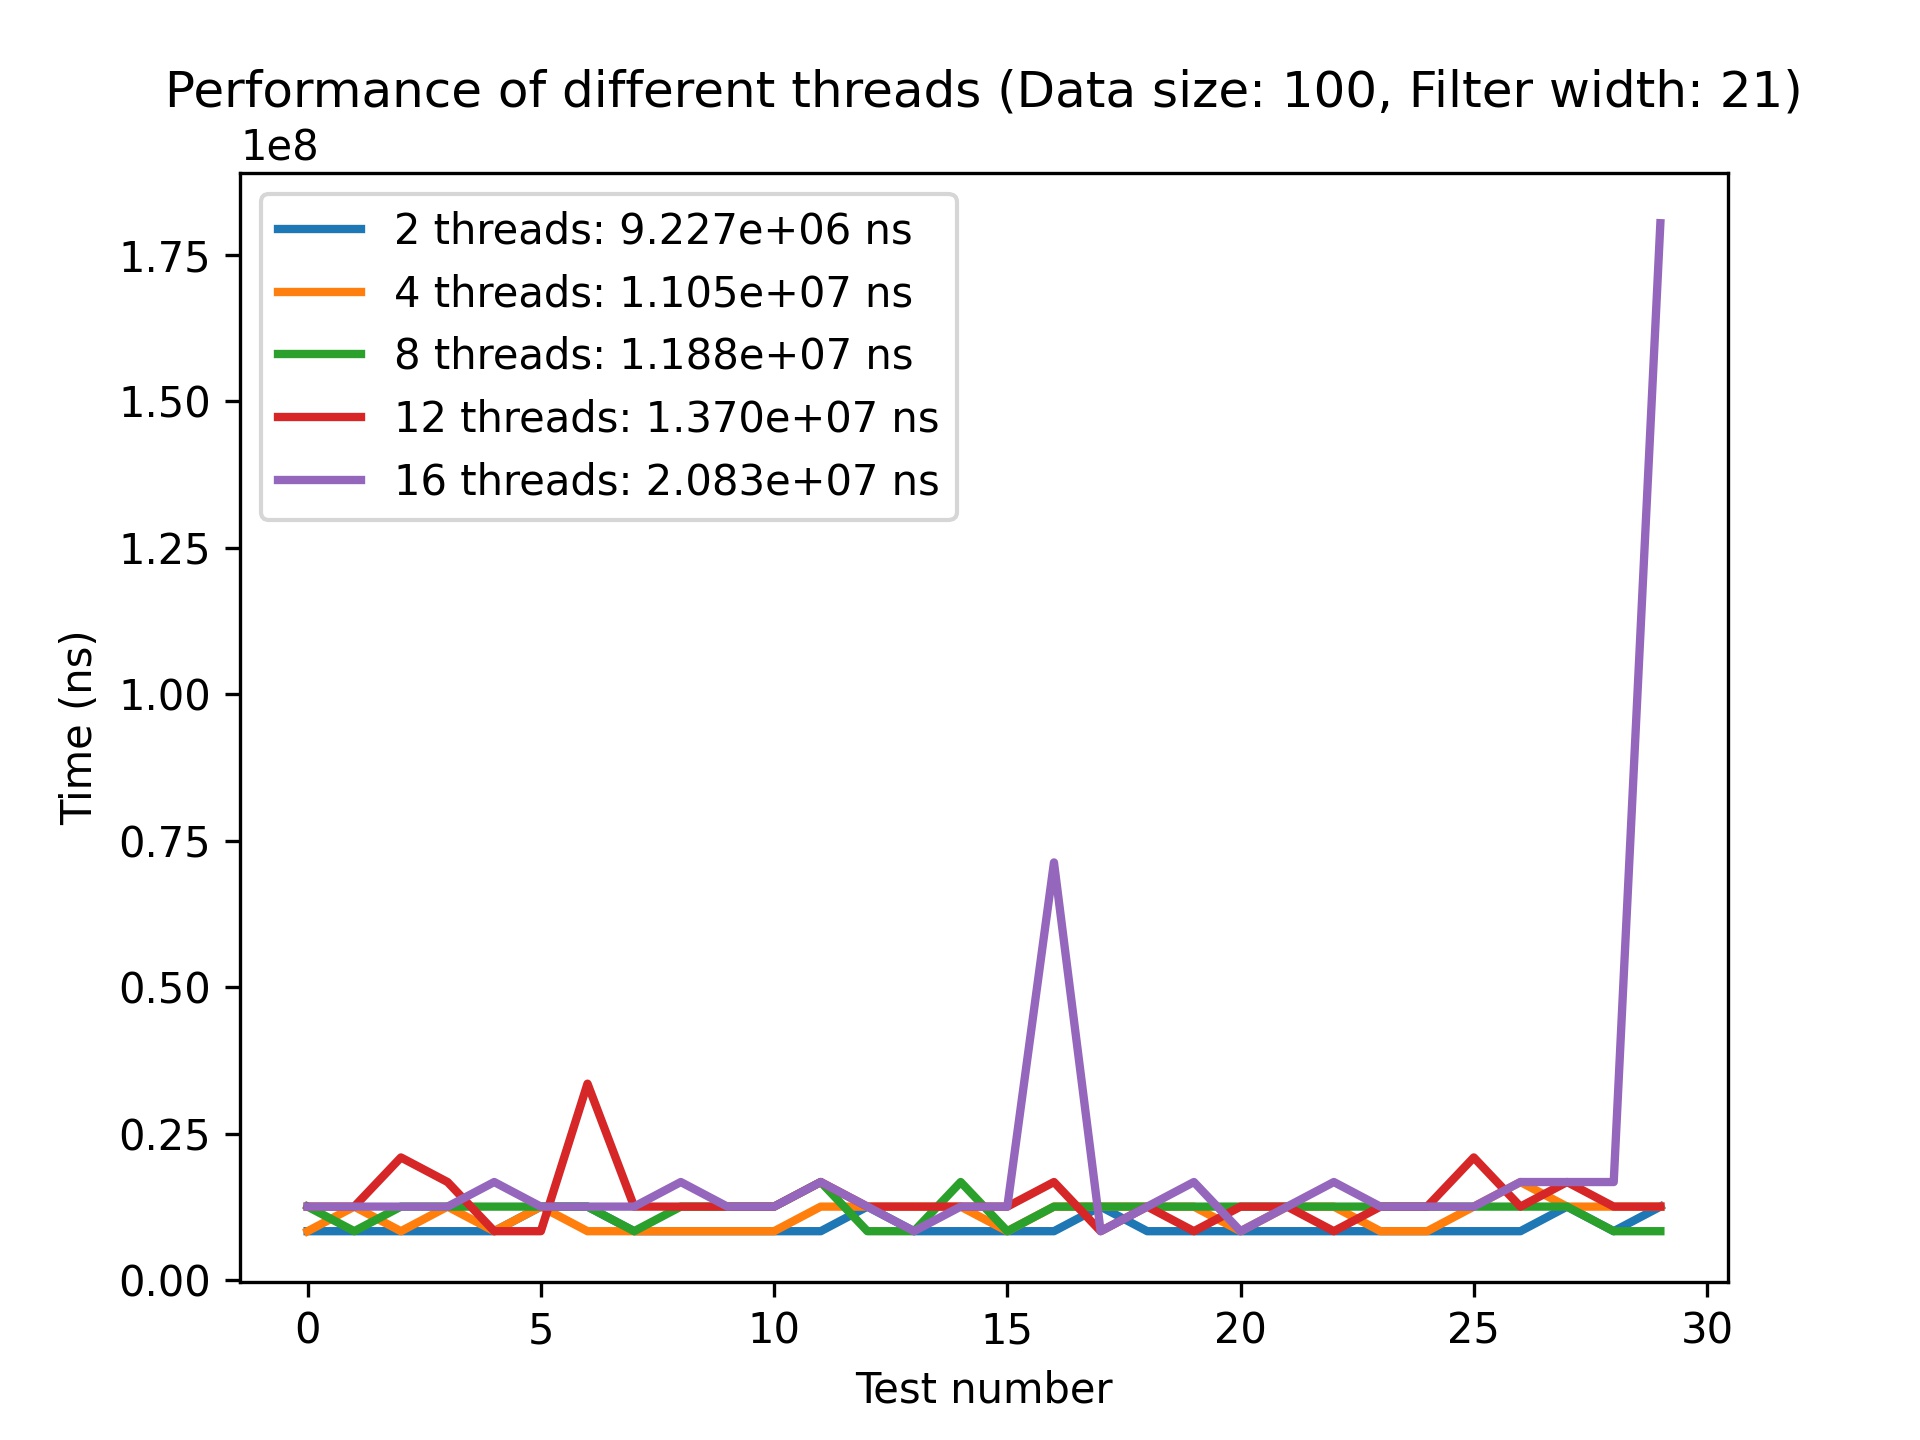 Performance of different threads (Data size: 100, Filter width: 21)
1e8
2 threads: 9.227e+06 ns
4 threads: 1.105e+07 ns
8 threads: 1.188e+07 ns
12 threads: 1.370e+07 ns
16 threads: 2.083e+07 ns
1.75
1.50
1.25
1.00
0.75
0.50
0.25
0.00
Time (ns)
0 5 10 15 20 25 30
Test number